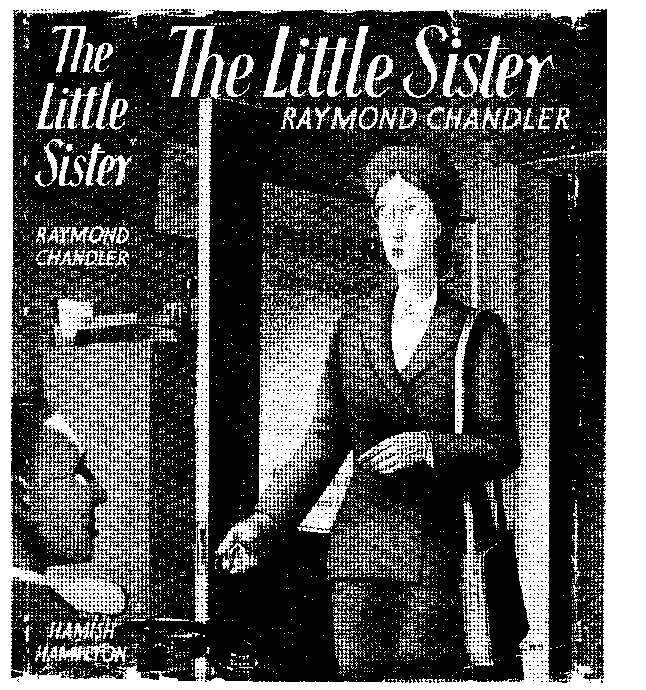 The
Little
Sister
RAYMOND
CHANDLER
HAMISH
HAMILTON
The Little Sister
RAYMOND CHANDLER